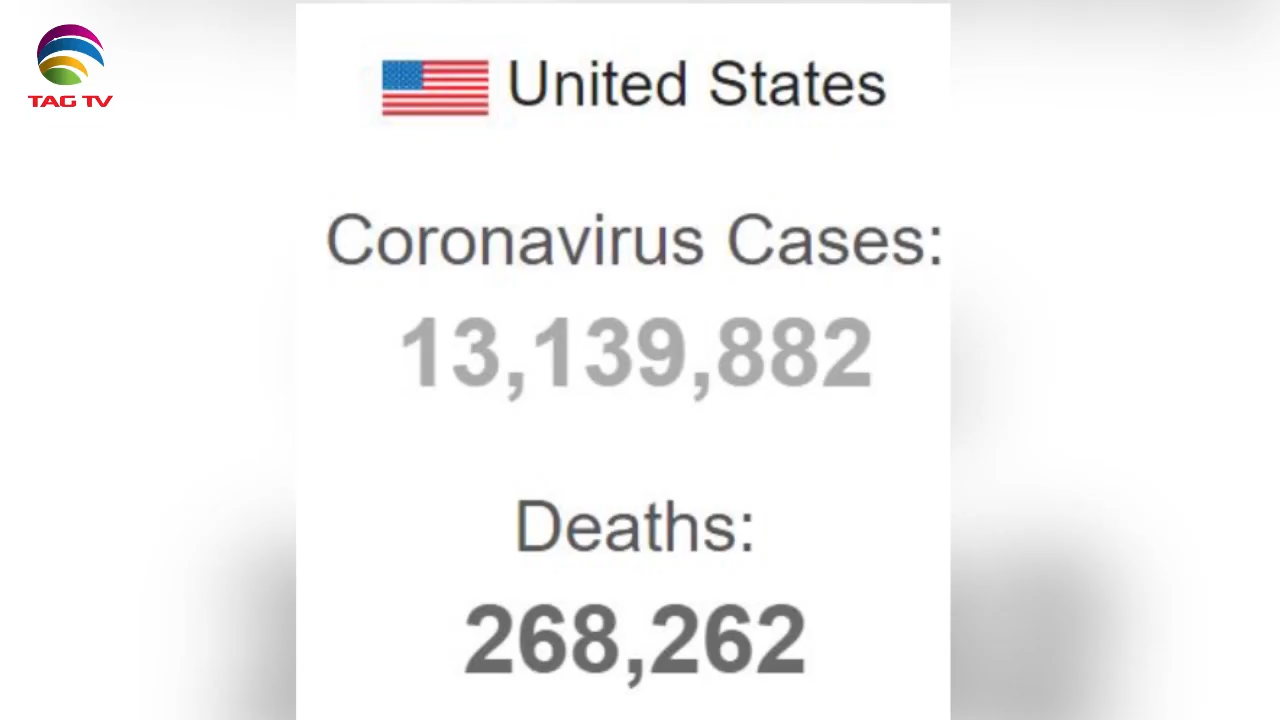 TAG TV
United States
Coronavirus Cases:
13,139,882
Deaths:
268,262